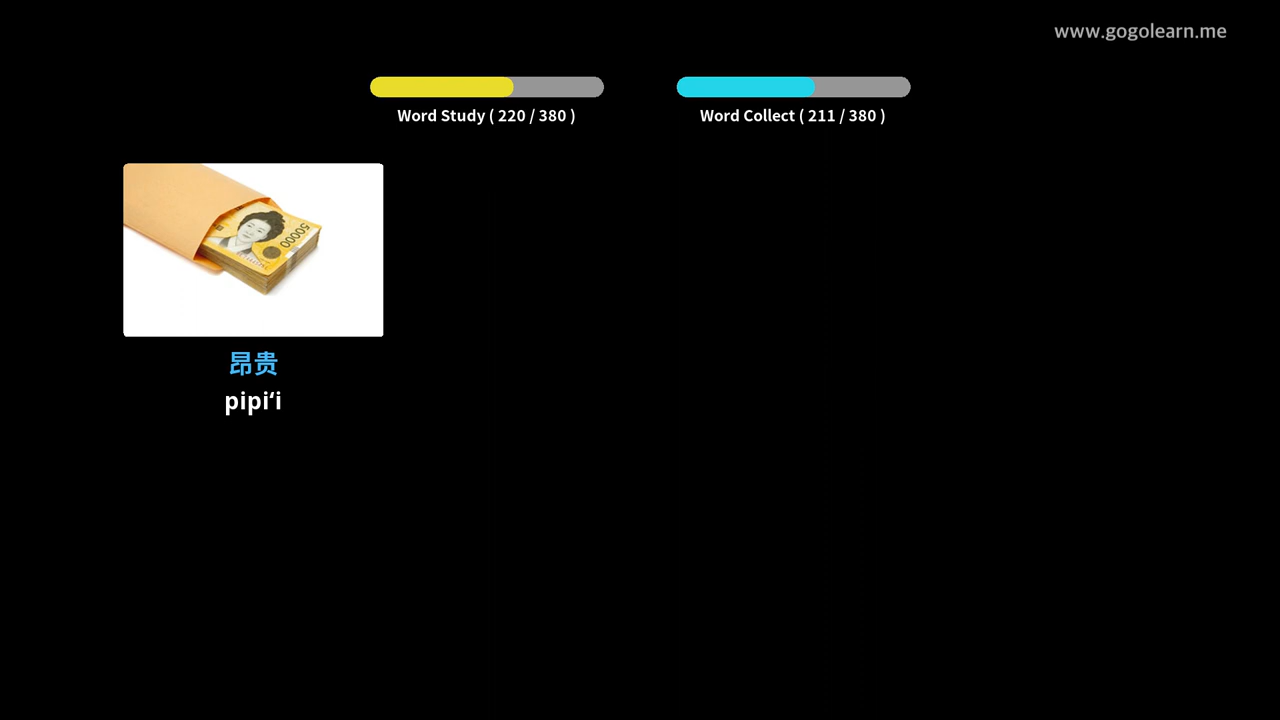 www.gogolearn.me
Word Study ( 220 / 380 )
Word Collect ( 211 / 380 )
50000
昂贵
pipi‘i